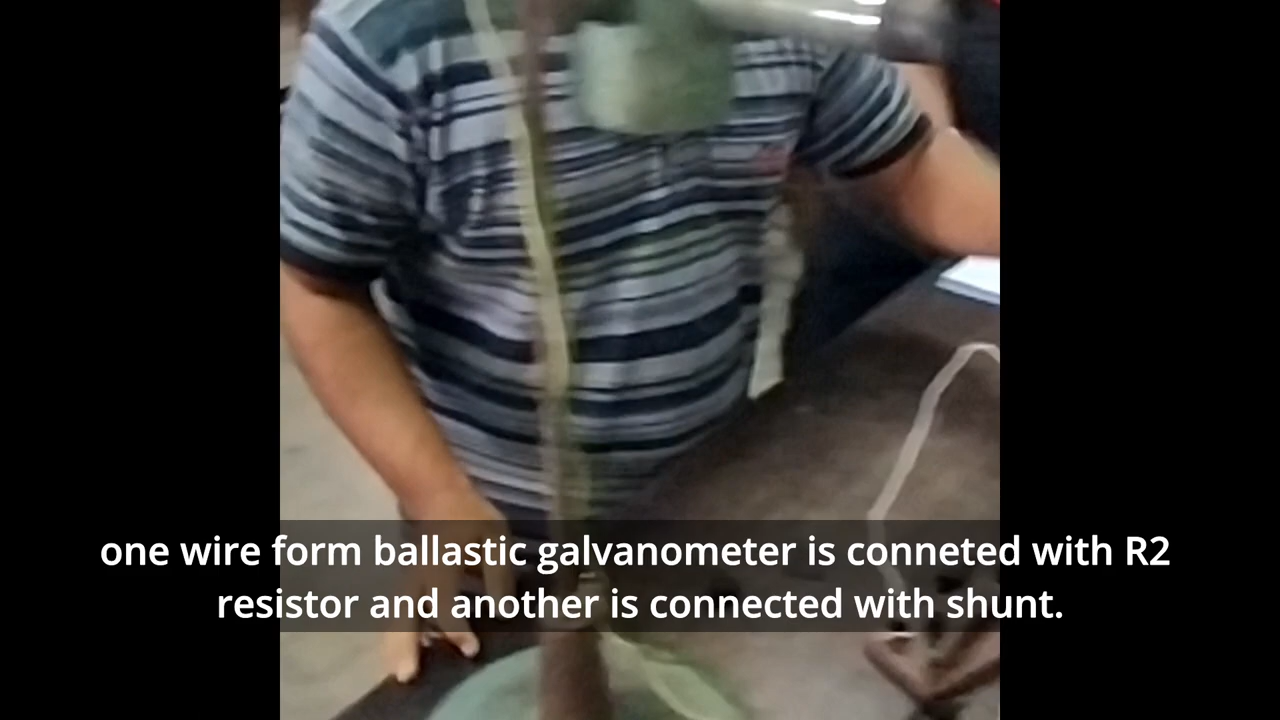 one wire form ballastic galvanometer is conneted with R2
resistor and another is connected with shunt.